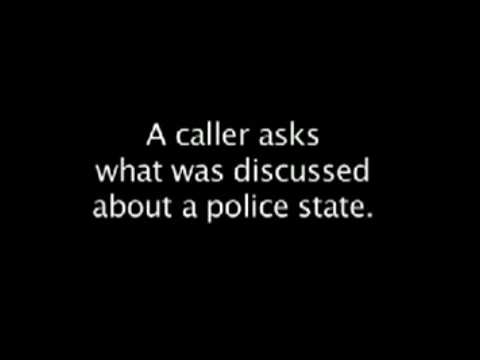 A caller asks
what was discussed
about a police state.